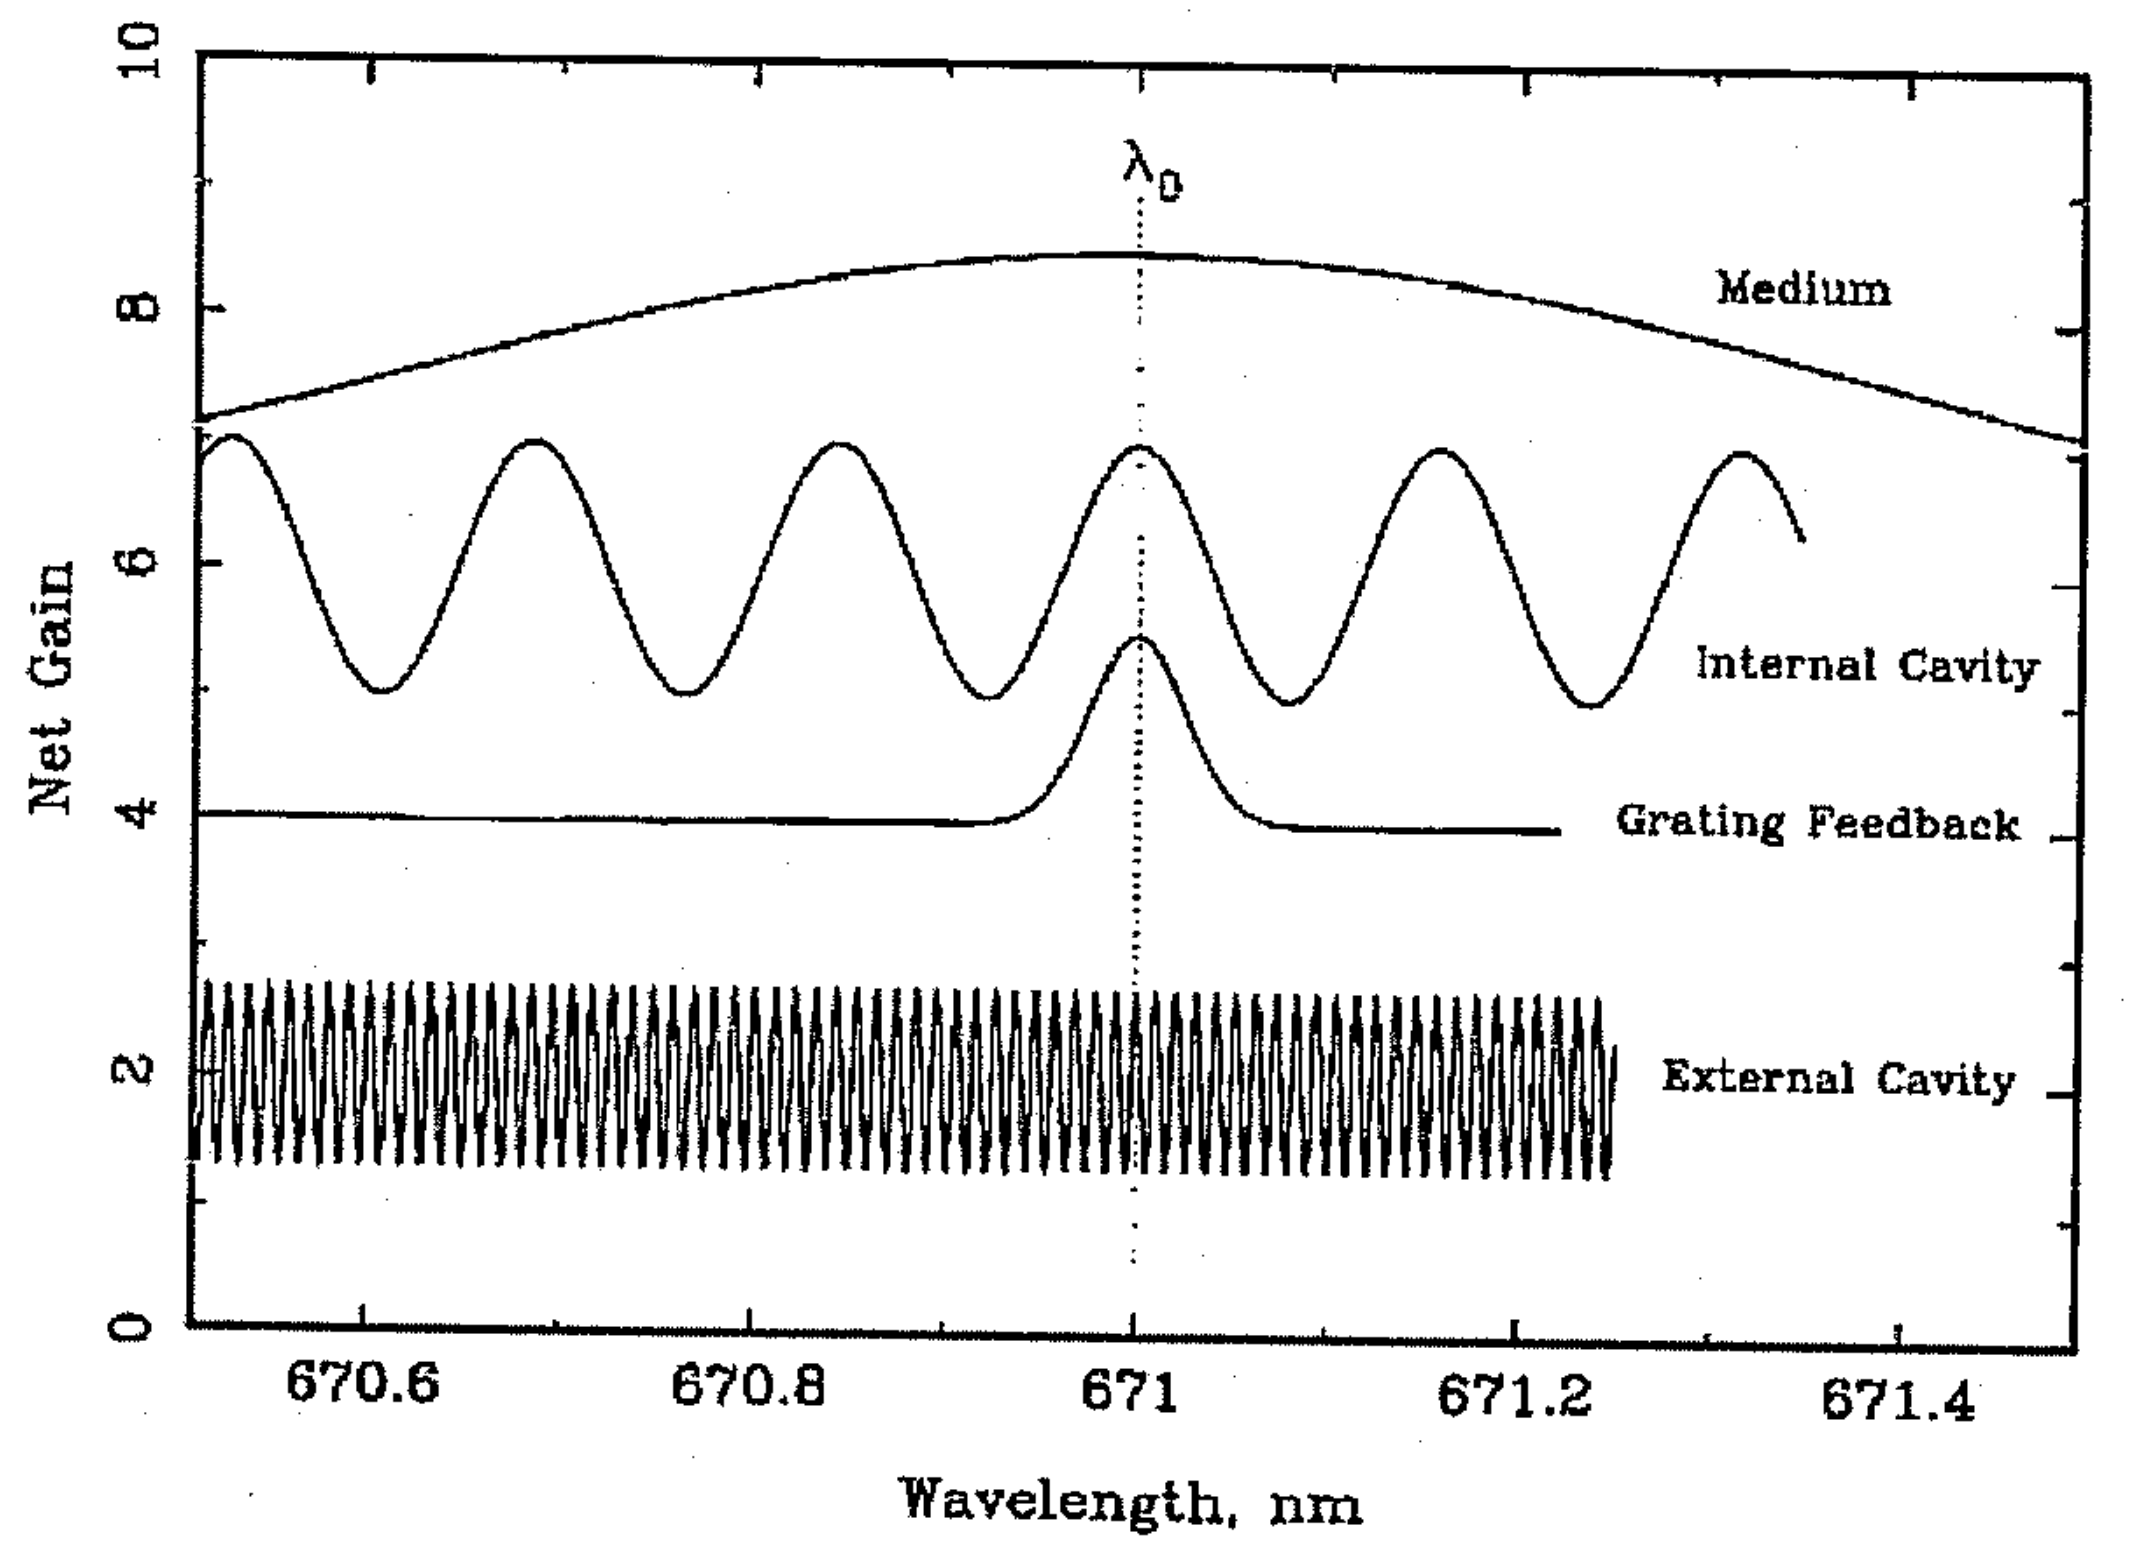 10
λ0
8
Medium
6
Net Gain
Internal Cavity
4
Grating Feedback
2
External Cavity
0
670.6 670.8 671 671.2 671.4
Wavelength, nm